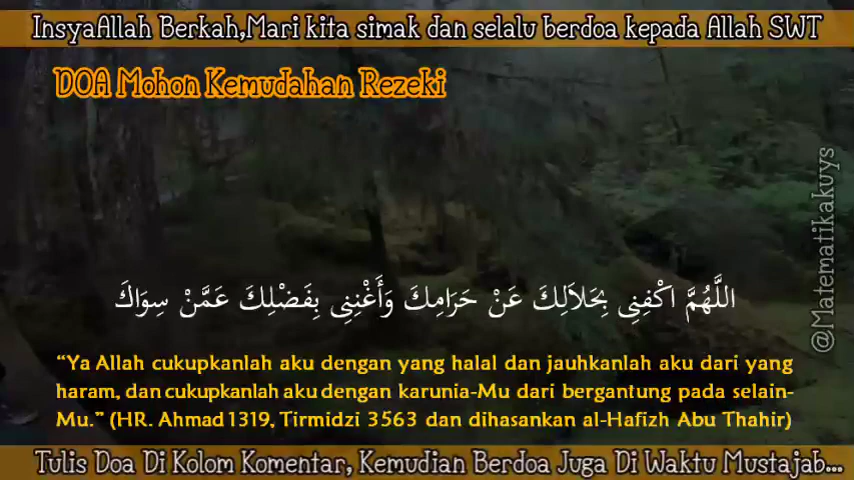 InsyaAllah Berkah,Mari kita simak dan selalu berdoa kepada Allah SWT
DOA Mohon Kemudahan Rezeki
@Matematikakuys
اللَّهُمَّ اكْفِنِى بِحَلاَلِكَ عَنْ حَرَامِكَ وَأَغْنِنِى بِفَضْلِكَ عَمَّنْ سِوَاكَ
“Ya Allah cukupkanlah aku dengan yang halal dan jauhkanlah aku dari yang
haram, dan cukupkanlah aku dengan karunia-Mu dari bergantung pada selain-
Mu.” (HR. Ahmad 1319, Tirmidzi 3563 dan dihasankan al-Hafizh Abu Thahir)
Tulis Doa Di Kolom Komentar, Kemudian Berdoa Juga Di Waktu Mustajab...